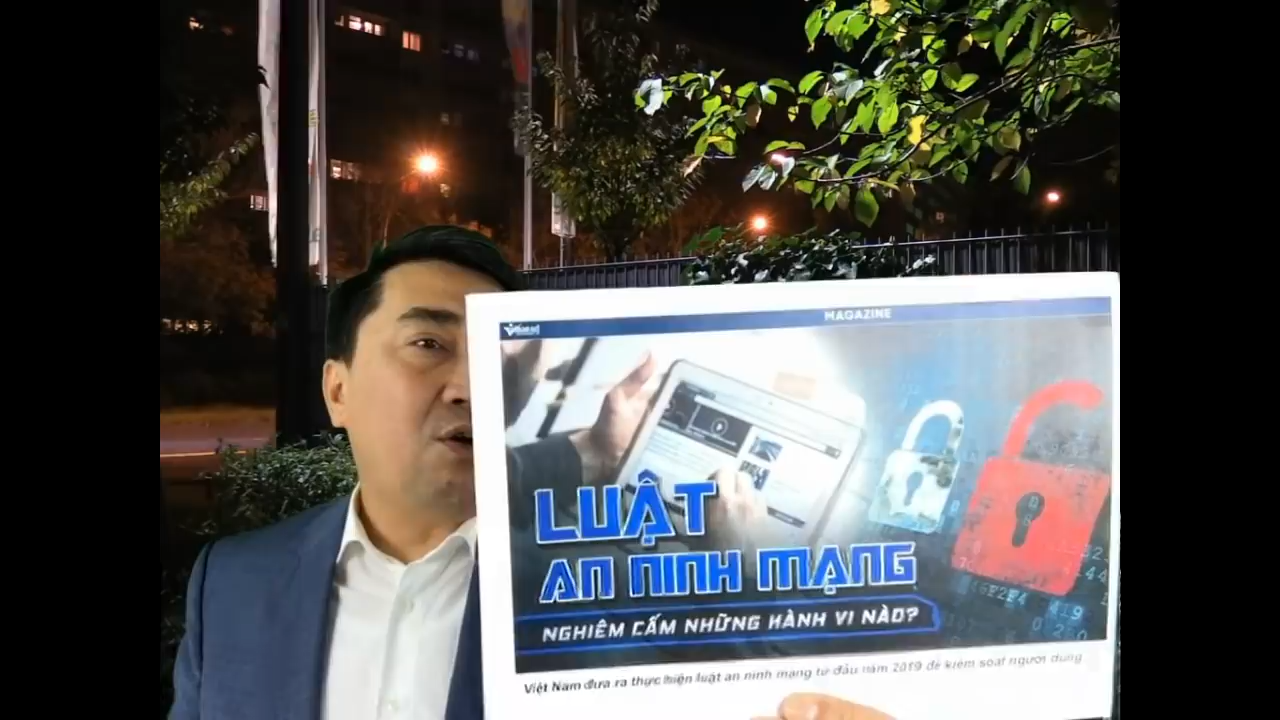 MAGAZINE
LUẬT
AN NINH MẠNG
NGHIÊM CẤM NHỮNG HÀNH VI NÀO?
Việt Nam đưa ra thực hiện luật an ninh mạng từ đầu năm 2019 để kiểm soát người dùng